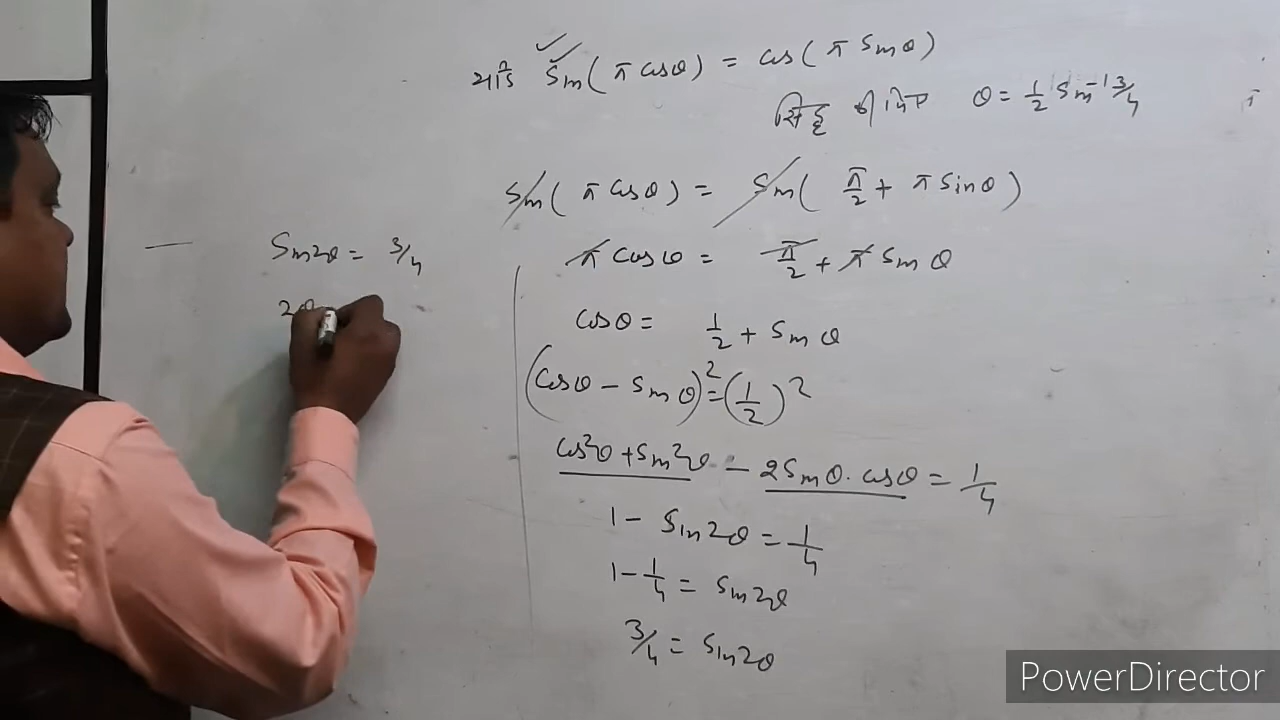 यदि sin(π cosθ) = cos(π sinθ)
सिद्ध कीजिए θ = 1/2 sin⁻¹ 3/4
sin(π cosθ) = sin(π/2 + π sinθ)
π cosθ = π/2 + π sinθ
cosθ = 1/2 + sinθ
(cosθ - sinθ)² = (1/2)²
cos²θ + sin²θ - 2sinθ.cosθ = 1/4
1 - sin2θ = 1/4
1 - 1/4 = sin2θ
3/4 = sin2θ
sin2θ = 3/4
2θ
PowerDirector